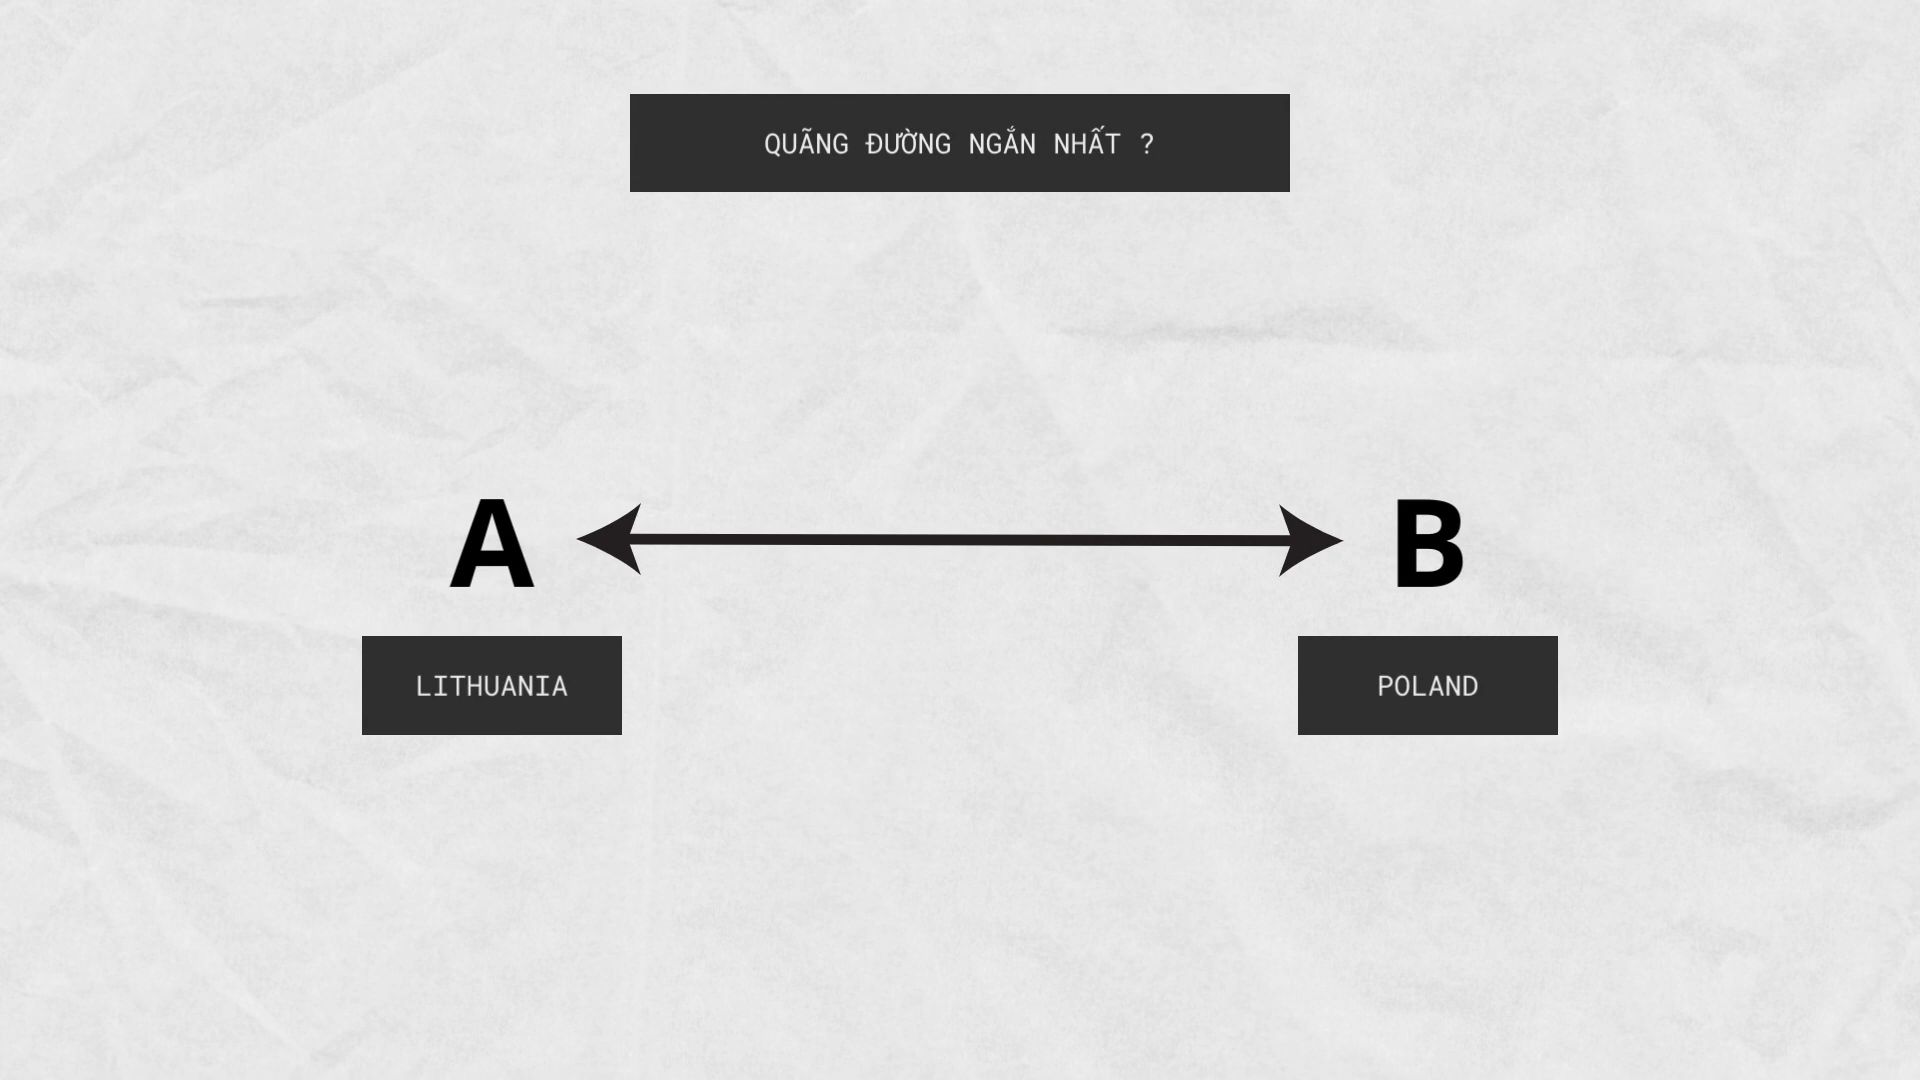 QUÃNG ĐƯỜNG NGẮN NHẤT ?
A
B
LITHUANIA
POLAND